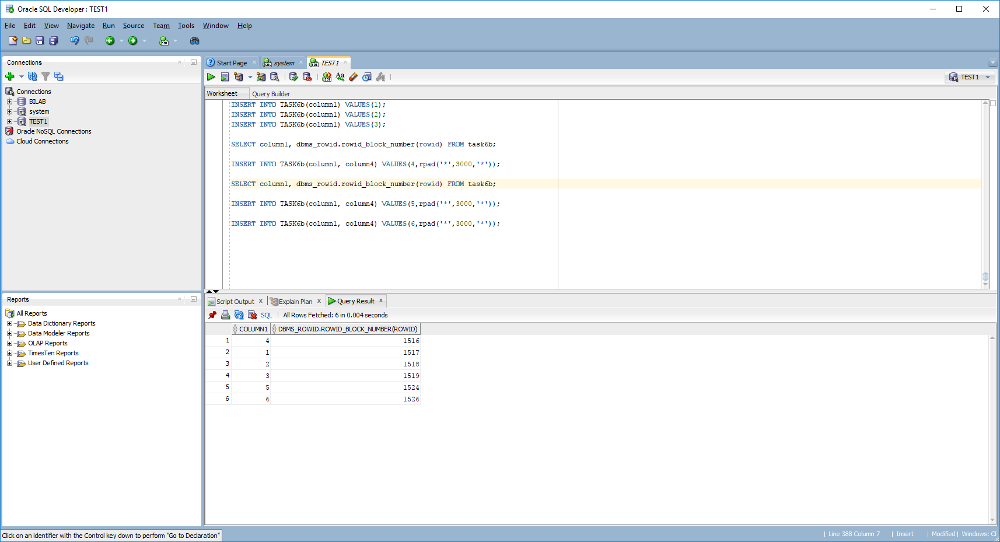 Oracle SQL Developer : TEST1
File Edit View Navigate Run Source Team Tools Window Help
Connections
Connections
BILAB
system
TEST1
Oracle NoSQL Connections
Cloud Connections
Reports
All Reports
Data Dictionary Reports
Data Modeler Reports
OLAP Reports
TimesTen Reports
User Defined Reports
Start Page system TEST1
TEST1
Worksheet Query Builder
INSERT INTO TASK6b(column1) VALUES(1);
INSERT INTO TASK6b(column1) VALUES(2);
INSERT INTO TASK6b(column1) VALUES(3);
SELECT column1, dbms_rowid.rowid_block_number(rowid) FROM task6b;
INSERT INTO TASK6b(column1, column4) VALUES(4,rpad('*',3000,'*'));
SELECT column1, dbms_rowid.rowid_block_number(rowid) FROM task6b;
INSERT INTO TASK6b(column1, column4) VALUES(5,rpad('*',3000,'*'));
INSERT INTO TASK6b(column1, column4) VALUES(6,rpad('*',3000,'*'));
Script Output x Explain Plan x Query Result x
SQL | All Rows Fetched: 6 in 0.004 seconds
COLUMN1 DBMS_ROWID.ROWID_BLOCK_NUMBER(ROWID)
1 4 1516
2 1 1517
3 2 1518
4 3 1519
5 5 1524
6 6 1526
Click on an identifier with the Control key down to perform "Go to Declaration"
| Line 388 Column 7 | Insert | Modified | Windows: CF